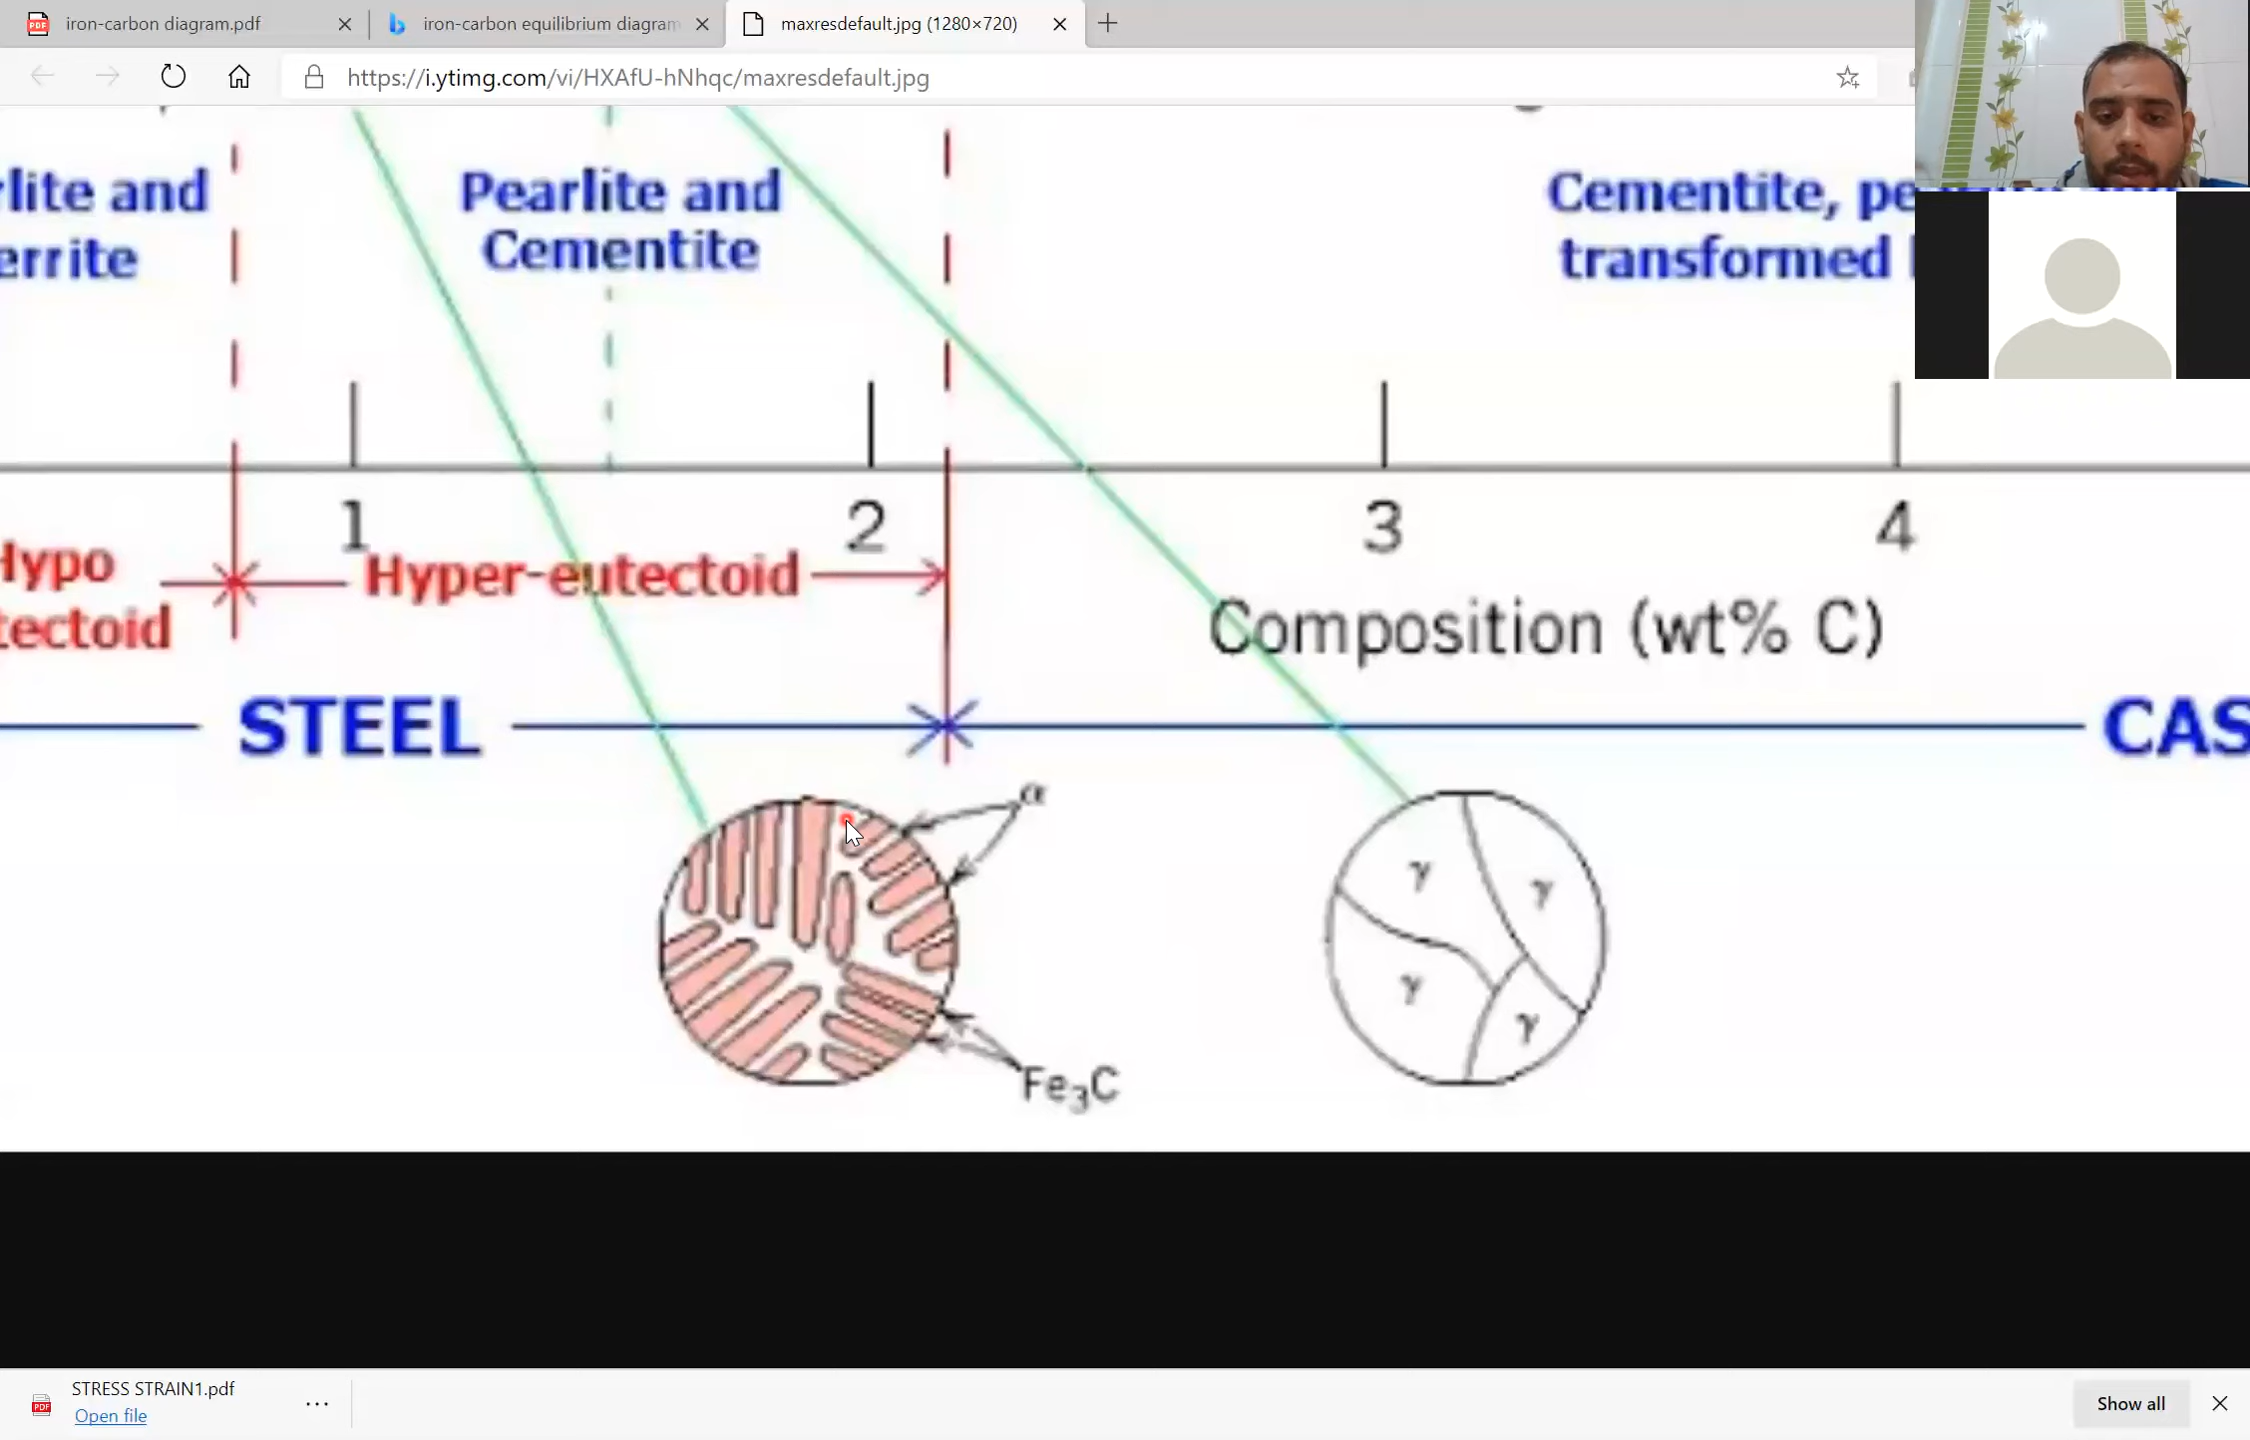 iron-carbon diagram.pdf
iron-carbon equilibrium diagram
maxresdefault.jpg (1280×720)
https://i.ytimg.com/vi/HXAfU-hNhqc/maxresdefault.jpg
rlite and
errite
Pearlite and
Cementite
Cementite, pe
transformed
1
2
3
4
Hypo
tectoid
Hyper-eutectoid
Composition (wt% C)
STEEL
CAS
α
γ
γ
γ
γ
Fe₃C
PDF
STRESS STRAIN1.pdf
Open file
Show all